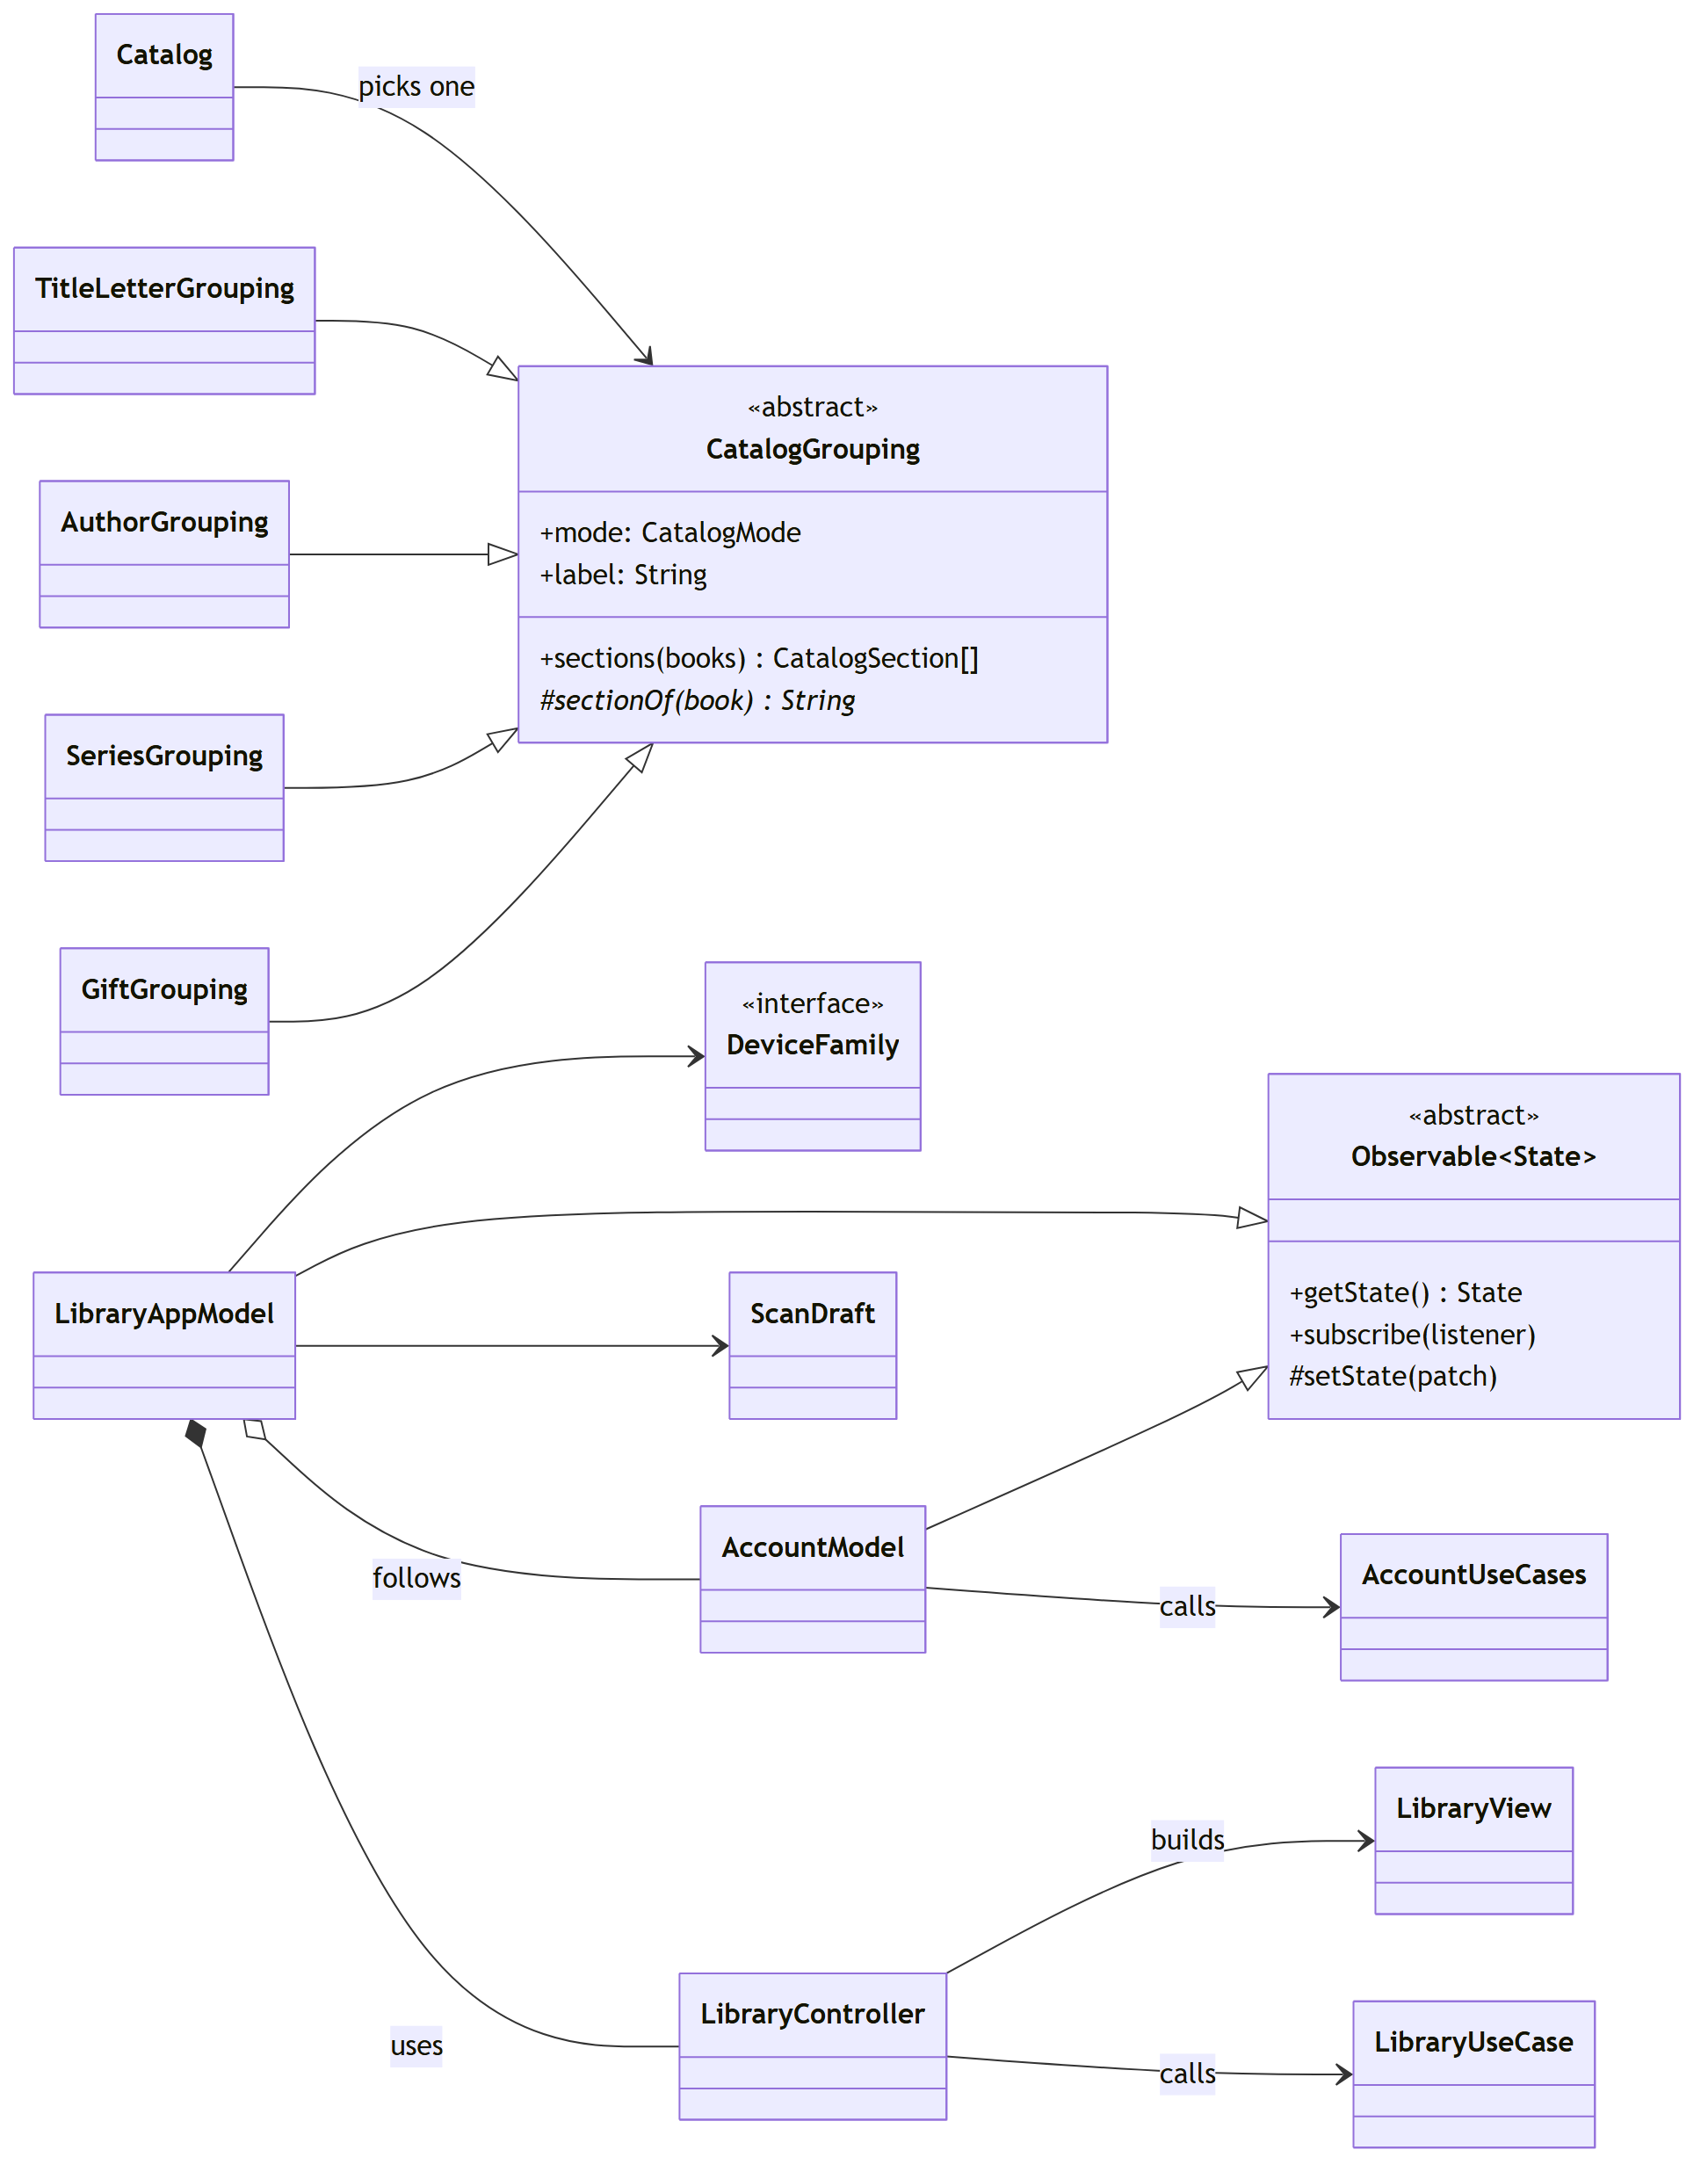 Catalog
picks one
TitleLetterGrouping
«abstract»
CatalogGrouping
+mode: CatalogMode
+label: String
+sections(books) : CatalogSection[]
#sectionOf(book) : String
AuthorGrouping
SeriesGrouping
GiftGrouping
«interface»
DeviceFamily
«abstract»
Observable<State>
+getState() : State
+subscribe(listener)
#setState(patch)
LibraryAppModel
ScanDraft
follows
AccountModel
calls
AccountUseCases
builds
LibraryView
uses
LibraryController
calls
LibraryUseCase